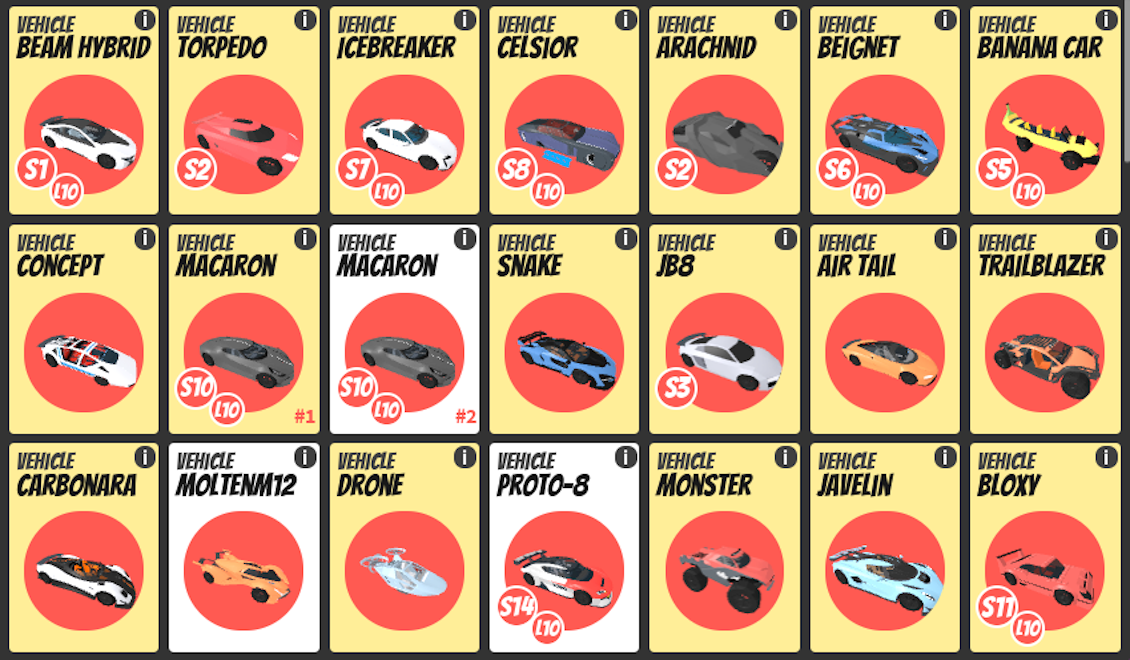 VEHICLE
BEAM HYBRID
i
S1
L10
VEHICLE
TORPEDO
i
S2
VEHICLE
ICEBREAKER
i
S7
L10
VEHICLE
CELSIOR
i
S8
L10
VEHICLE
ARACHNID
i
S2
VEHICLE
BEIGNET
i
S6
L10
VEHICLE
BANANA CAR
i
S5
L10
VEHICLE
CONCEPT
i
VEHICLE
MACARON
i
S10
L10
#1
VEHICLE
MACARON
i
S10
L10
#2
VEHICLE
SNAKE
i
VEHICLE
JB8
i
S3
VEHICLE
AIR TAIL
i
VEHICLE
TRAILBLAZER
i
VEHICLE
CARBONARA
i
VEHICLE
MOLTENM12
i
VEHICLE
DRONE
i
VEHICLE
PROTO-8
i
S14
L10
VEHICLE
MONSTER
i
VEHICLE
JAVELIN
i
VEHICLE
BLOXY
i
S11
L10